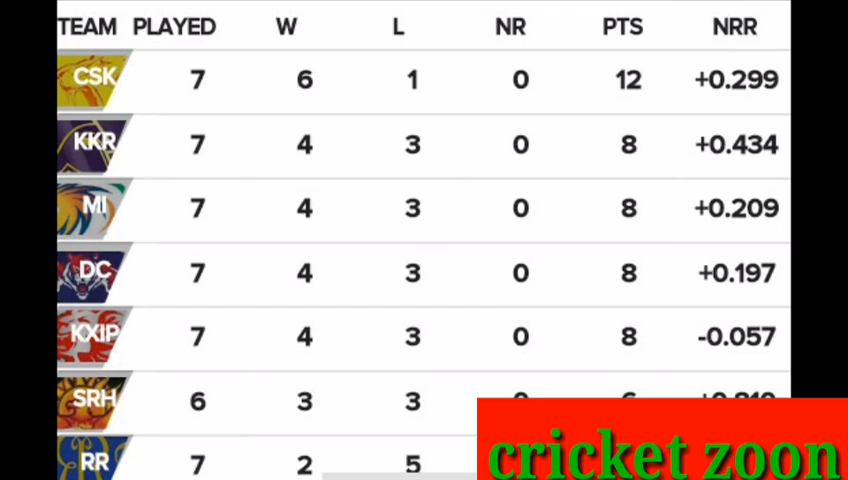 TEAM PLAYED W L NR PTS NRR
CSK 7 6 1 0 12 +0.299
KKR 7 4 3 0 8 +0.434
MI 7 4 3 0 8 +0.209
DC 7 4 3 0 8 +0.197
KXIP 7 4 3 0 8 -0.057
SRH 6 3 3
RR 7 2 5
cricket zoon